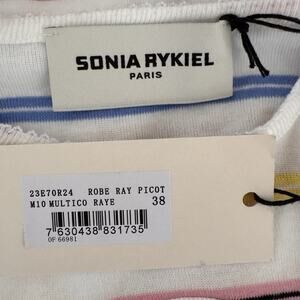 SONIA RYKIEL
PARIS
23E70R24 ROBE RAY PICOT
M10 MULTICO RAYE 38
7 630438 831735
OF 66981